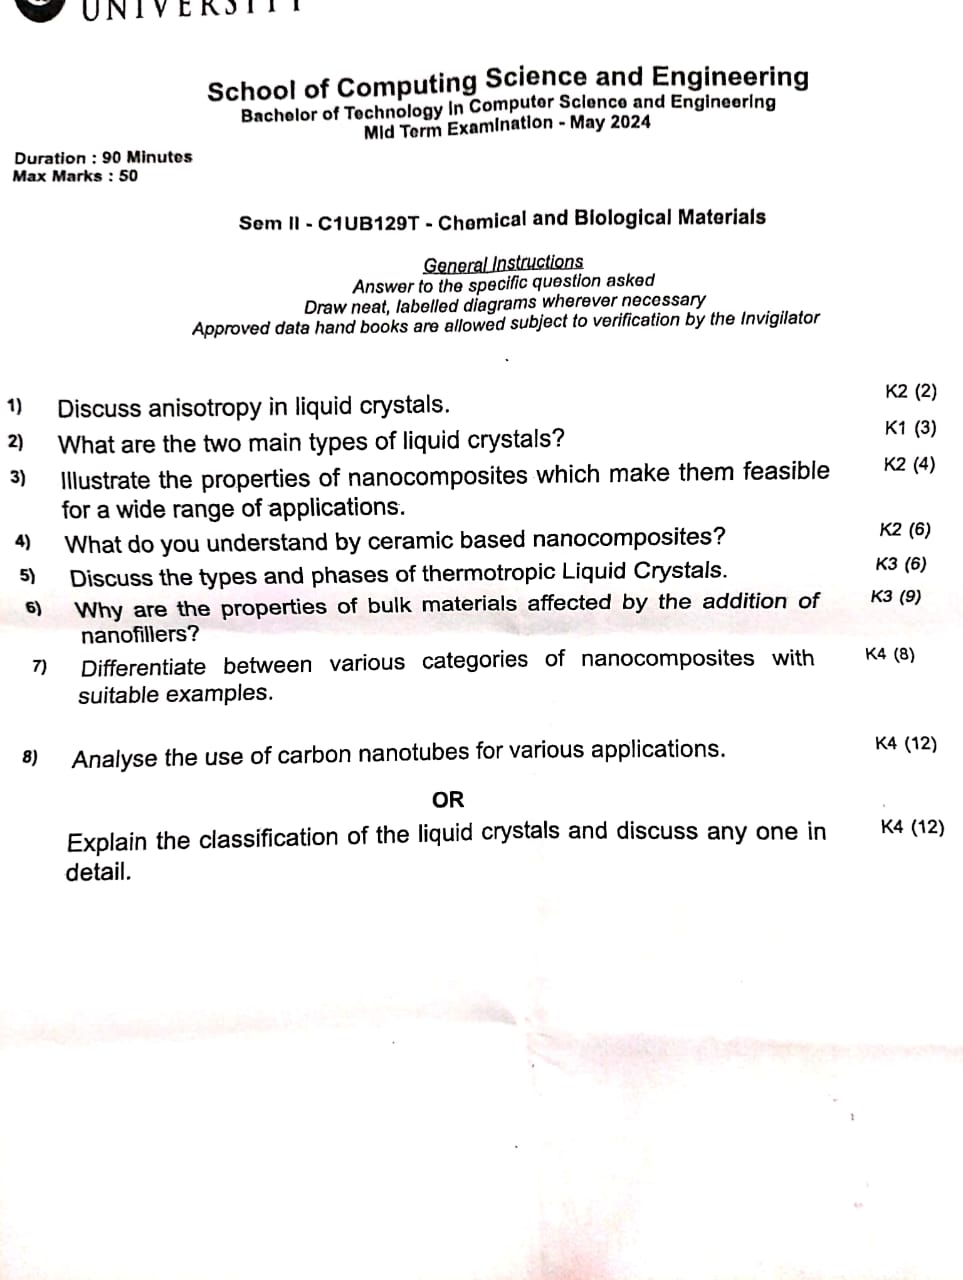 UNIVERSITY
School of Computing Science and Engineering
Bachelor of Technology in Computer Science and Engineering
Mid Term Examination - May 2024
Duration : 90 Minutes
Max Marks : 50
Sem II - C1UB129T - Chemical and Biological Materials
General Instructions
Answer to the specific question asked
Draw neat, labelled diagrams wherever necessary
Approved data hand books are allowed subject to verification by the Invigilator
1) Discuss anisotropy in liquid crystals. K2 (2)
2) What are the two main types of liquid crystals? K1 (3)
3) Illustrate the properties of nanocomposites which make them feasible K2 (4)
for a wide range of applications.
4) What do you understand by ceramic based nanocomposites? K2 (6)
5) Discuss the types and phases of thermotropic Liquid Crystals. K3 (6)
6) Why are the properties of bulk materials affected by the addition of K3 (9)
nanofillers?
7) Differentiate between various categories of nanocomposites with K4 (8)
suitable examples.
8) Analyse the use of carbon nanotubes for various applications. K4 (12)
OR
Explain the classification of the liquid crystals and discuss any one in K4 (12)
detail.